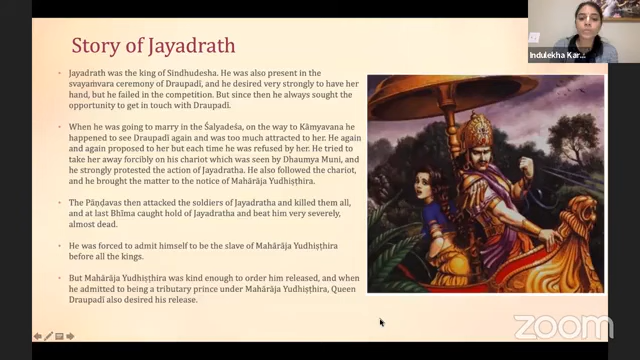 Story of Jayadrath
Jayadrath was the king of Sindhudesha. He was also present in the
svayaṁvara ceremony of Draupadī, and he desired very strongly to have her
hand, but he failed in the competition. But since then he always sought the
opportunity to get in touch with Draupadī.
When he was going to marry in the Śalyadeśa, on the way to Kāmyavana he
happened to see Draupadī again and was too much attracted to her. He again
and again proposed to her but each time he was refused by her. He tried to
take her away forcibly on his chariot which was seen by Dhaumya Muni, and
he strongly protested the action of Jayadratha. He also followed the chariot,
and he brought the matter to the notice of Mahārāja Yudhiṣṭhira.
The Pāṇḍavas then attacked the soldiers of Jayadratha and killed them all,
and at last Bhīma caught hold of Jayadratha and beat him very severely,
almost dead.
He was forced to admit himself to be the slave of Mahārāja Yudhiṣṭhira
before all the kings.
But Mahārāja Yudhiṣṭhira was kind enough to order him released, and when
he admitted to being a tributary prince under Mahārāja Yudhiṣṭhira, Queen
Draupadī also desired his release.
Indulekha Kar...
zoom